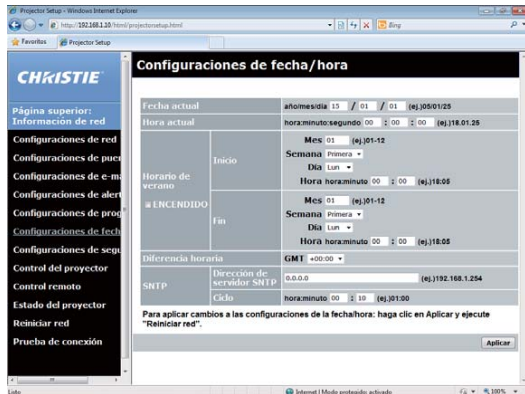 Projector Setup - Windows Internet Explorer
http://192.168.1.10/html/projectorsetup.html
Bing
Favoritos Projector Setup
CHRISTIE
Página superior:
Información de red
Configuraciones de red
Configuraciones de puer
Configuraciones de e-ma
Configuraciones de alert
Configuraciones de prog
Configuraciones de fech
Configuraciones de segu
Control del proyector
Control remoto
Estado del proyector
Reiniciar red
Prueba de conexión
Configuraciones de fecha/hora
Fecha actual año/mes/día 15 / 01 / 01 (ej.)05/01/25
Hora actual hora:minuto:segundo 00 : 00 : 00 (ej.)18.01.25
Horario de verano
ENCENDIDO
Inicio
Mes 01 (ej.)01-12
Semana Primera
Día Lun
Hora hora:minuto 00 : 00 (ej.)18:05
Fin
Mes 01 (ej.)01-12
Semana Primera
Día Lun
Hora hora:minuto 00 : 00 (ej.)18:05
Diferencia horaria GMT +00:00
SNTP
Dirección de servidor SNTP 0.0.0.0 (ej.)192.168.1.254
Ciclo hora:minuto 00 : 10 (ej.)01:00
Para aplicar cambios a las configuraciones de la fecha/hora: haga clic en Aplicar y ejecute
"Reiniciar red".
Aplicar
Listo Internet | Modo protegido: activado 100%